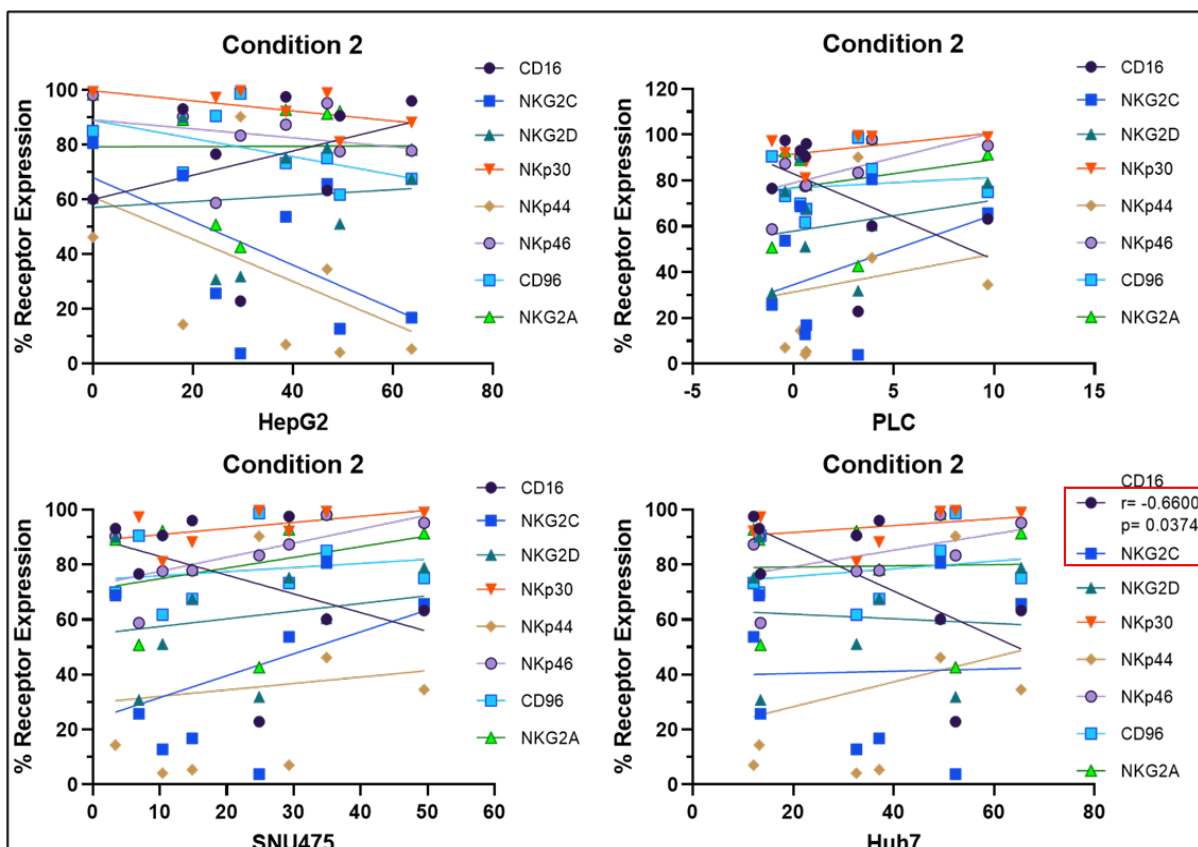 Condition 2
% Receptor Expression
100
80
60
40
20
0
0
20
40
60
80
HepG2
CD16
NKG2C
NKG2D
NKp30
NKp44
NKp46
CD96
NKG2A
Condition 2
% Receptor Expression
120
100
80
60
40
20
0
-5
0
5
10
15
PLC
CD16
NKG2C
NKG2D
NKp30
NKp44
NKp46
CD96
NKG2A
Condition 2
% Receptor Expression
100
80
60
40
20
0
0
10
20
30
40
50
60
SNU475
CD16
NKG2C
NKG2D
NKp30
NKp44
NKp46
CD96
NKG2A
Condition 2
% Receptor Expression
100
80
60
40
20
0
0
20
40
60
80
Huh7
CD16
r= -0.6600
p= 0.0374
NKG2C
NKG2D
NKp30
NKp44
NKp46
CD96
NKG2A